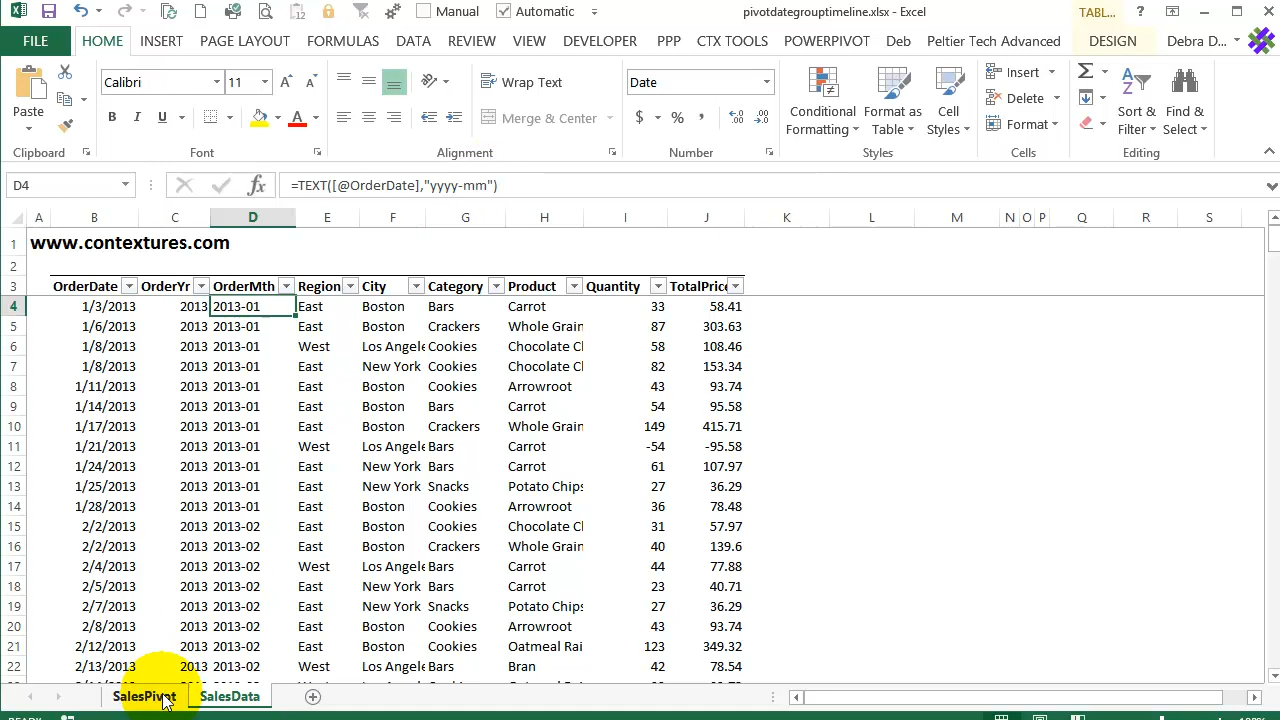 Manual Automatic pivotdategrouptimeline.xlsx - Excel TABL... ?
FILE HOME INSERT PAGE LAYOUT FORMULAS DATA REVIEW VIEW DEVELOPER PPP CTX TOOLS POWERPIVOT Deb Peltier Tech Advanced DESIGN Debra D...
Paste Calibri 11 Wrap Text Date Conditional Formatting Format as Table Cell Styles Insert Sort & Filter Find & Select
B I U Merge & Center $ % Delete
Format
Clipboard Font Alignment Number Styles Cells Editing
D4 fx =TEXT([@OrderDate],"yyyy-mm")
A B C D E F G H I J K L M N O P Q R S
1 www.contextures.com
2
3 OrderDate OrderYr OrderMth Region City Category Product Quantity TotalPrice
4 1/3/2013 2013 2013-01 East Boston Bars Carrot 33 58.41
5 1/6/2013 2013 2013-01 East Boston Crackers Whole Grain 87 303.63
6 1/8/2013 2013 2013-01 West Los Angele Cookies Chocolate Cl 58 108.46
7 1/8/2013 2013 2013-01 East New York Cookies Chocolate Cl 82 153.34
8 1/11/2013 2013 2013-01 East Boston Cookies Arrowroot 43 93.74
9 1/14/2013 2013 2013-01 East Boston Bars Carrot 54 95.58
10 1/17/2013 2013 2013-01 East Boston Crackers Whole Grain 149 415.71
11 1/21/2013 2013 2013-01 West Los Angele Bars Carrot -54 -95.58
12 1/24/2013 2013 2013-01 East New York Bars Carrot 61 107.97
13 1/25/2013 2013 2013-01 East New York Snacks Potato Chips 27 36.29
14 1/28/2013 2013 2013-01 East Boston Cookies Arrowroot 36 78.48
15 2/2/2013 2013 2013-02 East Boston Cookies Chocolate Cl 31 57.97
16 2/2/2013 2013 2013-02 East Boston Crackers Whole Grain 40 139.6
17 2/4/2013 2013 2013-02 West Los Angele Bars Carrot 44 77.88
18 2/5/2013 2013 2013-02 East New York Bars Carrot 23 40.71
19 2/7/2013 2013 2013-02 East New York Snacks Potato Chips 27 36.29
20 2/8/2013 2013 2013-02 East Boston Cookies Arrowroot 43 93.74
21 2/12/2013 2013 2013-02 East Boston Cookies Oatmeal Rai 123 349.32
22 2/13/2013 2013 2013-02 West Los Angele Bars Bran 42 78.54
SalesPivot SalesData